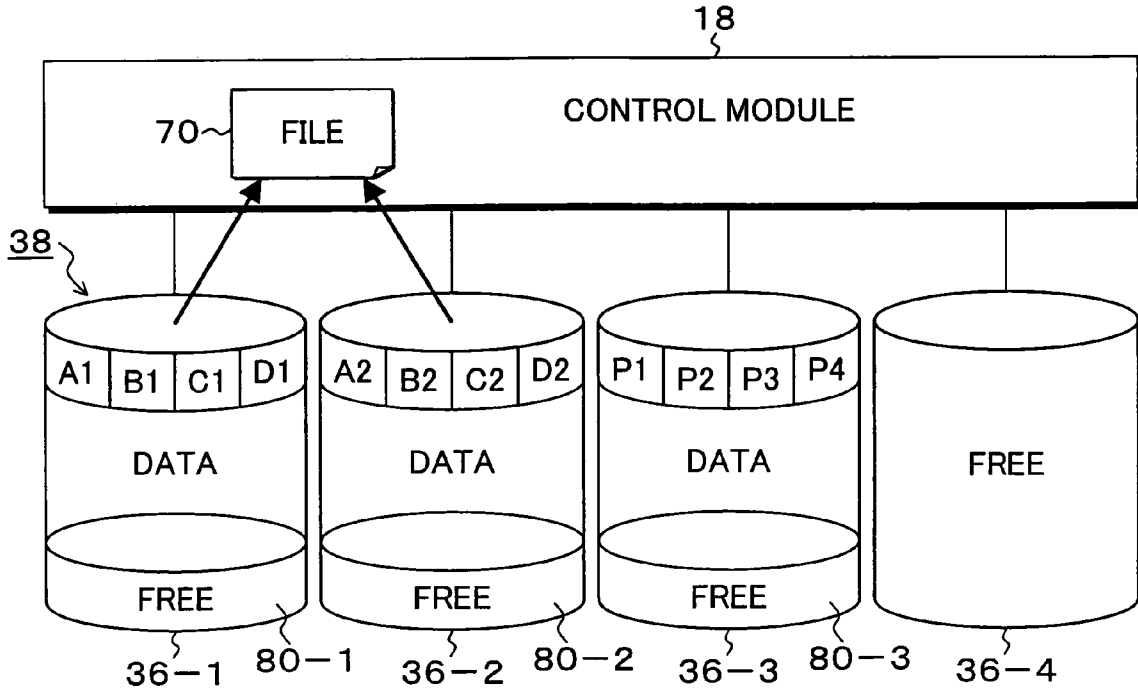 18
CONTROL MODULE
70
FILE
38
A1 B1 C1 D1
A2 B2 C2 D2
P1 P2 P3 P4
DATA
DATA
DATA
FREE
FREE
FREE
FREE
36-1
80-1
36-2
80-2
36-3
80-3
36-4